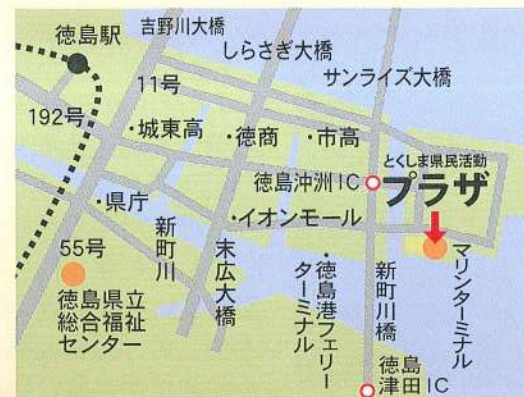 吉野川大橋
徳島駅
しらさぎ大橋
サンライズ大橋
11号
192号
・城東高
・徳商
・市高
とくしま県民活動
プラザ
徳島沖洲IC
・県庁
・イオンモール
新町川
末広大橋
・徳島港フェリー
ターミナル
新町川橋
マリンターミナル
55号
徳島県立
総合福祉
センター
徳島
津田IC